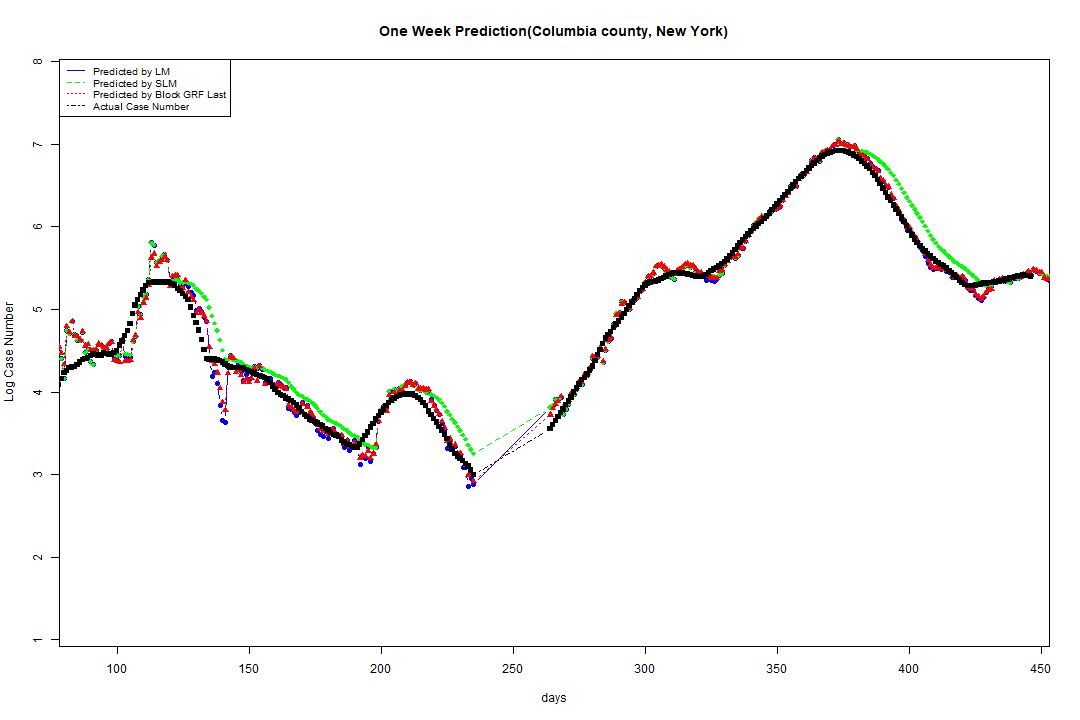 One Week Prediction(Columbia county, New York)
Predicted by LM
Predicted by SLM
Predicted by Block GRF Last
Actual Case Number
Log Case Number
8
7
6
5
4
3
2
1
100 150 200 250 300 350 400 450
days